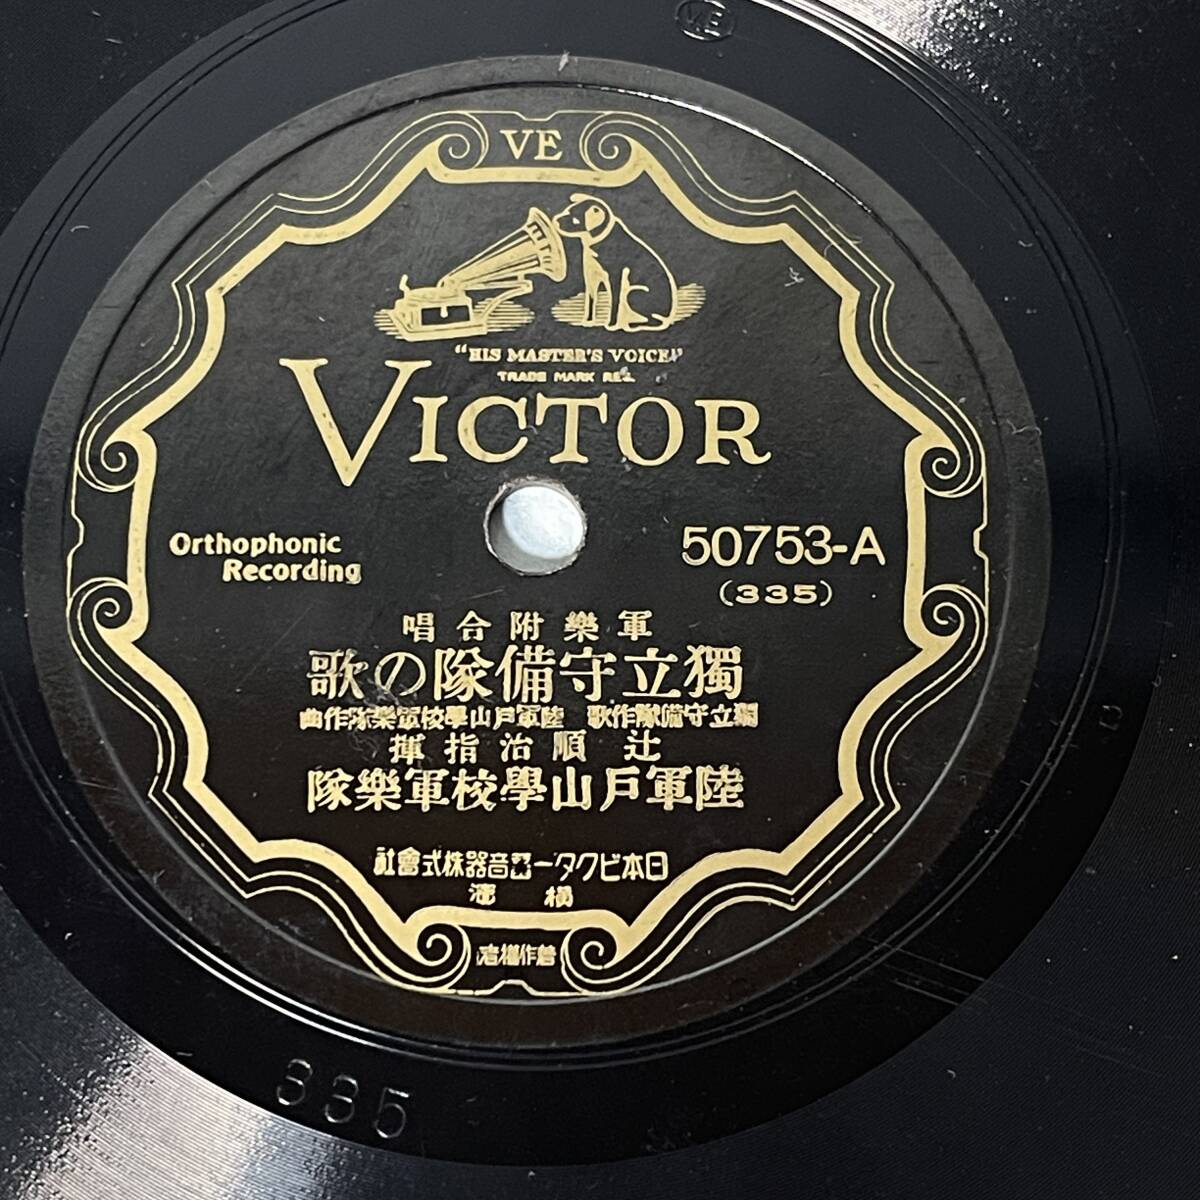 VE
VE
"HIS MASTER'S VOICE"
TRADE MARK REG.
VICTOR
Orthophonic
Recording
50753-A
(335)
軍樂附合唱
獨立守備隊の歌
獨立守備隊作歌 陸軍戸山學校軍樂隊作曲
辻順治指揮
陸軍戸山學校軍樂隊
日本ビクター蓄音器株式會社
横濱
著作權者
335